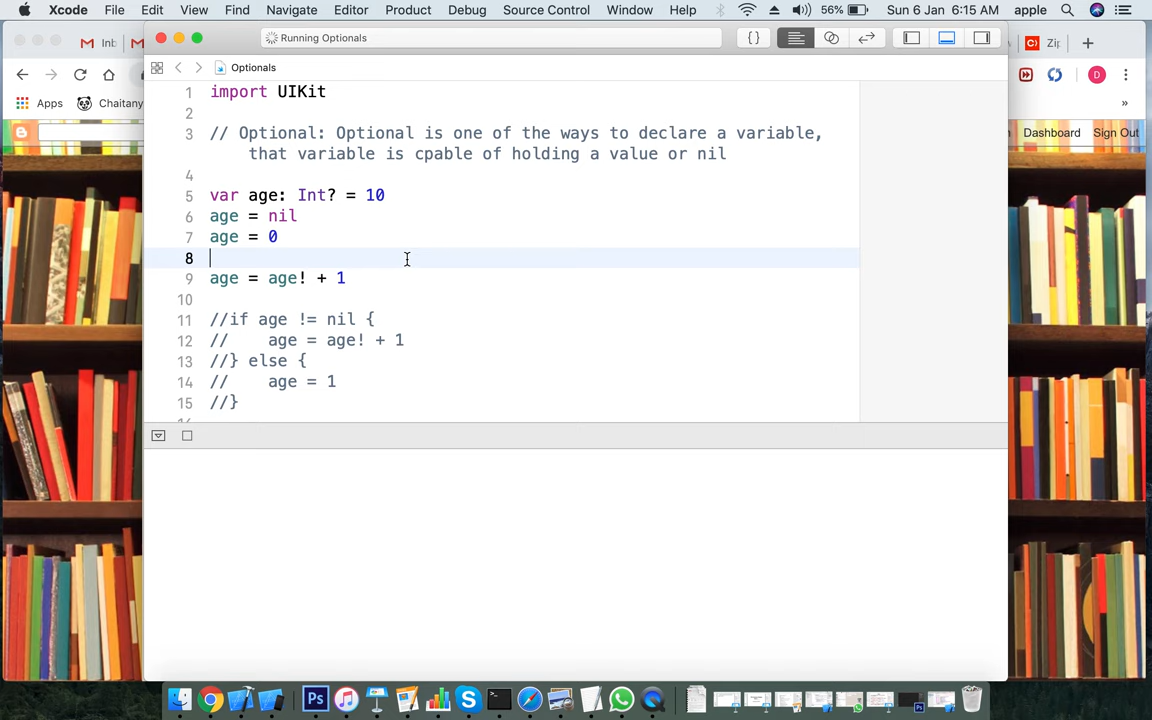 Xcode File Edit View Find Navigate Editor Product Debug Source Control Window Help 56% Sun 6 Jan 6:15 AM apple
Running Optionals
{}
Inb
Zip
D
Optionals
Apps Chaitany
»
Dashboard Sign Out
1 import UIKit
2
3 // Optional: Optional is one of the ways to declare a variable,
that variable is cpable of holding a value or nil
4
5 var age: Int? = 10
6 age = nil
7 age = 0
8
9 age = age! + 1
10
11 //if age != nil {
12 // age = age! + 1
13 //} else {
14 // age = 1
15 //}
Ps